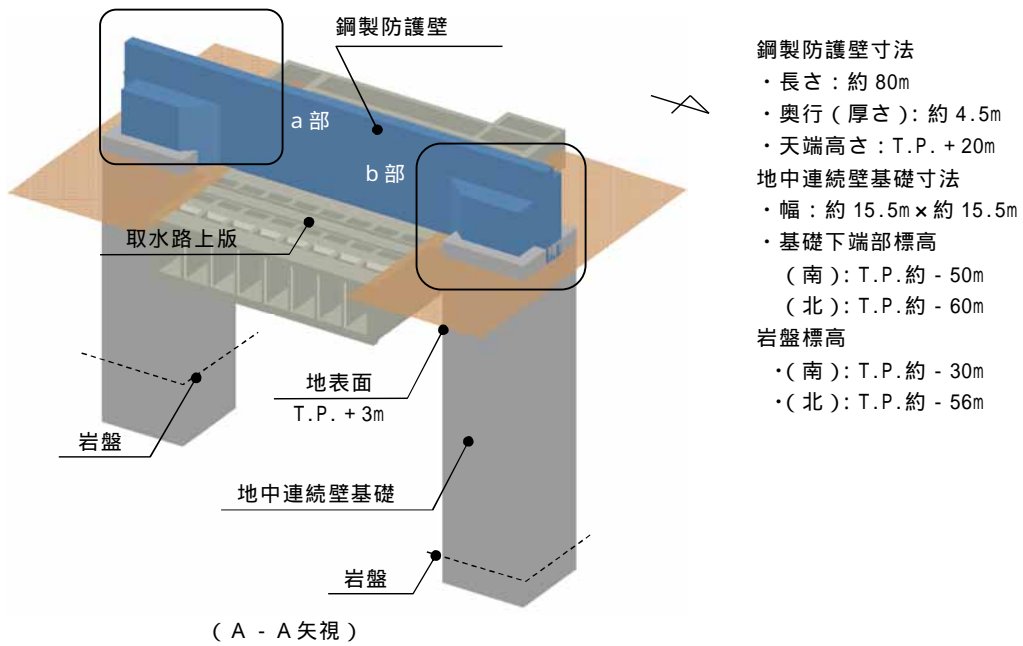 鋼製防護壁
a部
b部
取水路上版
地表面
T.P.+3m
岩盤
地中連続壁基礎
岩盤
(A-A矢視)
鋼製防護壁寸法
・長さ:約80m
・奥行(厚さ):約4.5m
・天端高さ:T.P.+20m
地中連続壁基礎寸法
・幅:約15.5m×約15.5m
・基礎下端部標高
(南):T.P.約-50m
(北):T.P.約-60m
岩盤標高
・(南):T.P.約-30m
・(北):T.P.約-56m